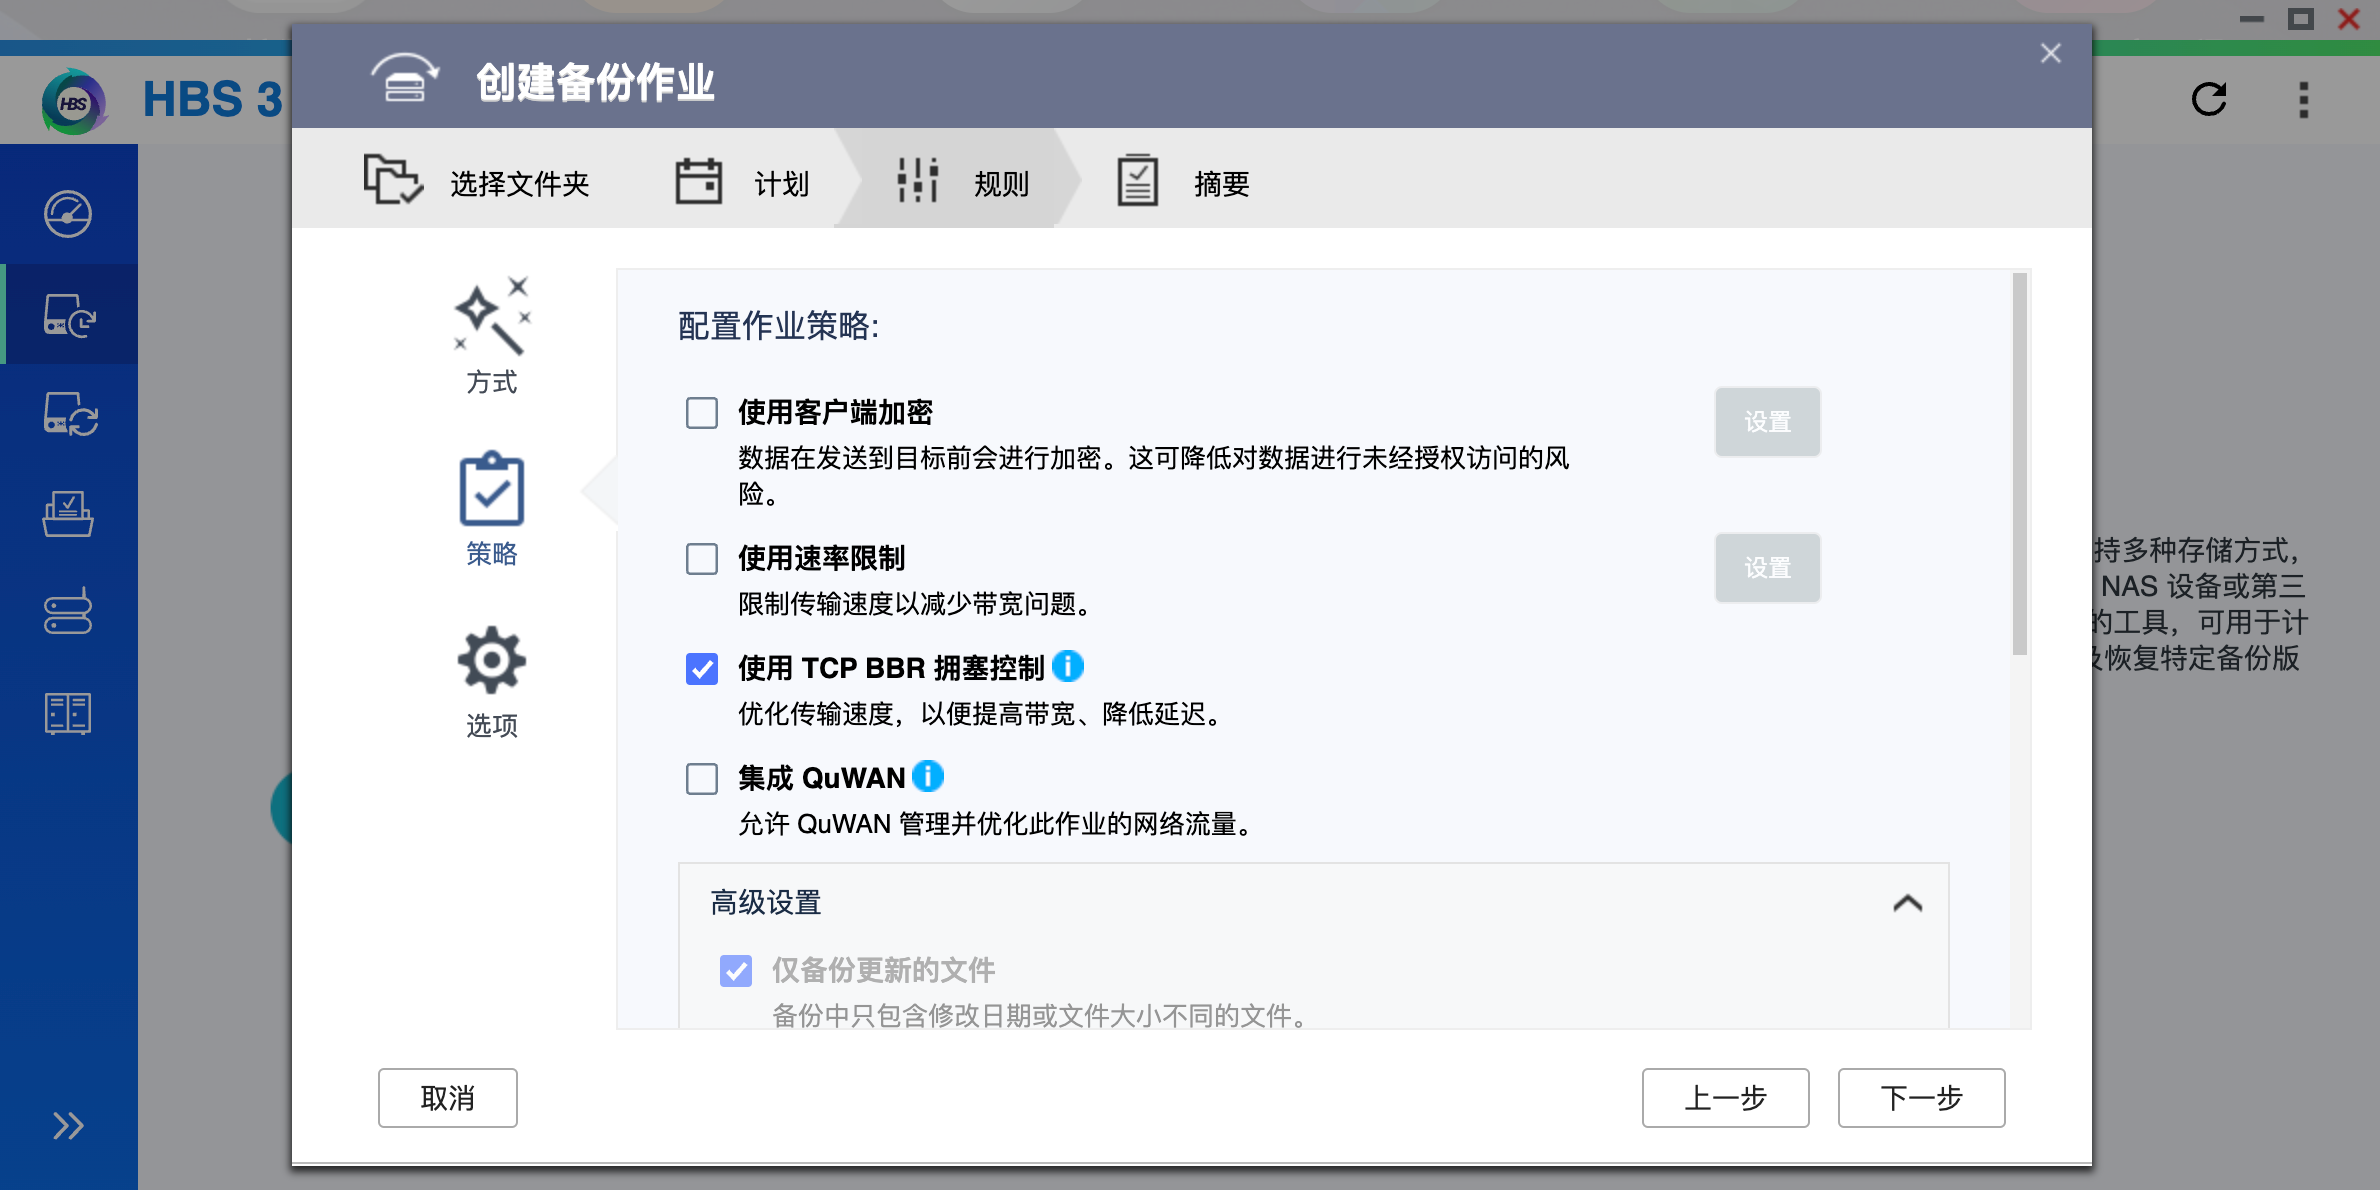 HBS
HBS 3
创建备份作业
选择文件夹
计划
规则
摘要
方式
策略
选项
配置作业策略:
使用客户端加密
设置
数据在发送到目标前会进行加密。这可降低对数据进行未经授权访问的风
险。
使用速率限制
设置
限制传输速度以减少带宽问题。
使用 TCP BBR 拥塞控制
优化传输速度，以便提高带宽、降低延迟。
集成 QuWAN
允许 QuWAN 管理并优化此作业的网络流量。
高级设置
仅备份更新的文件
备份中只包含修改日期或文件大小不同的文件。
持多种存储方式，
NAS 设备或第三
的工具，可用于计
及恢复特定备份版
取消
上一步
下一步